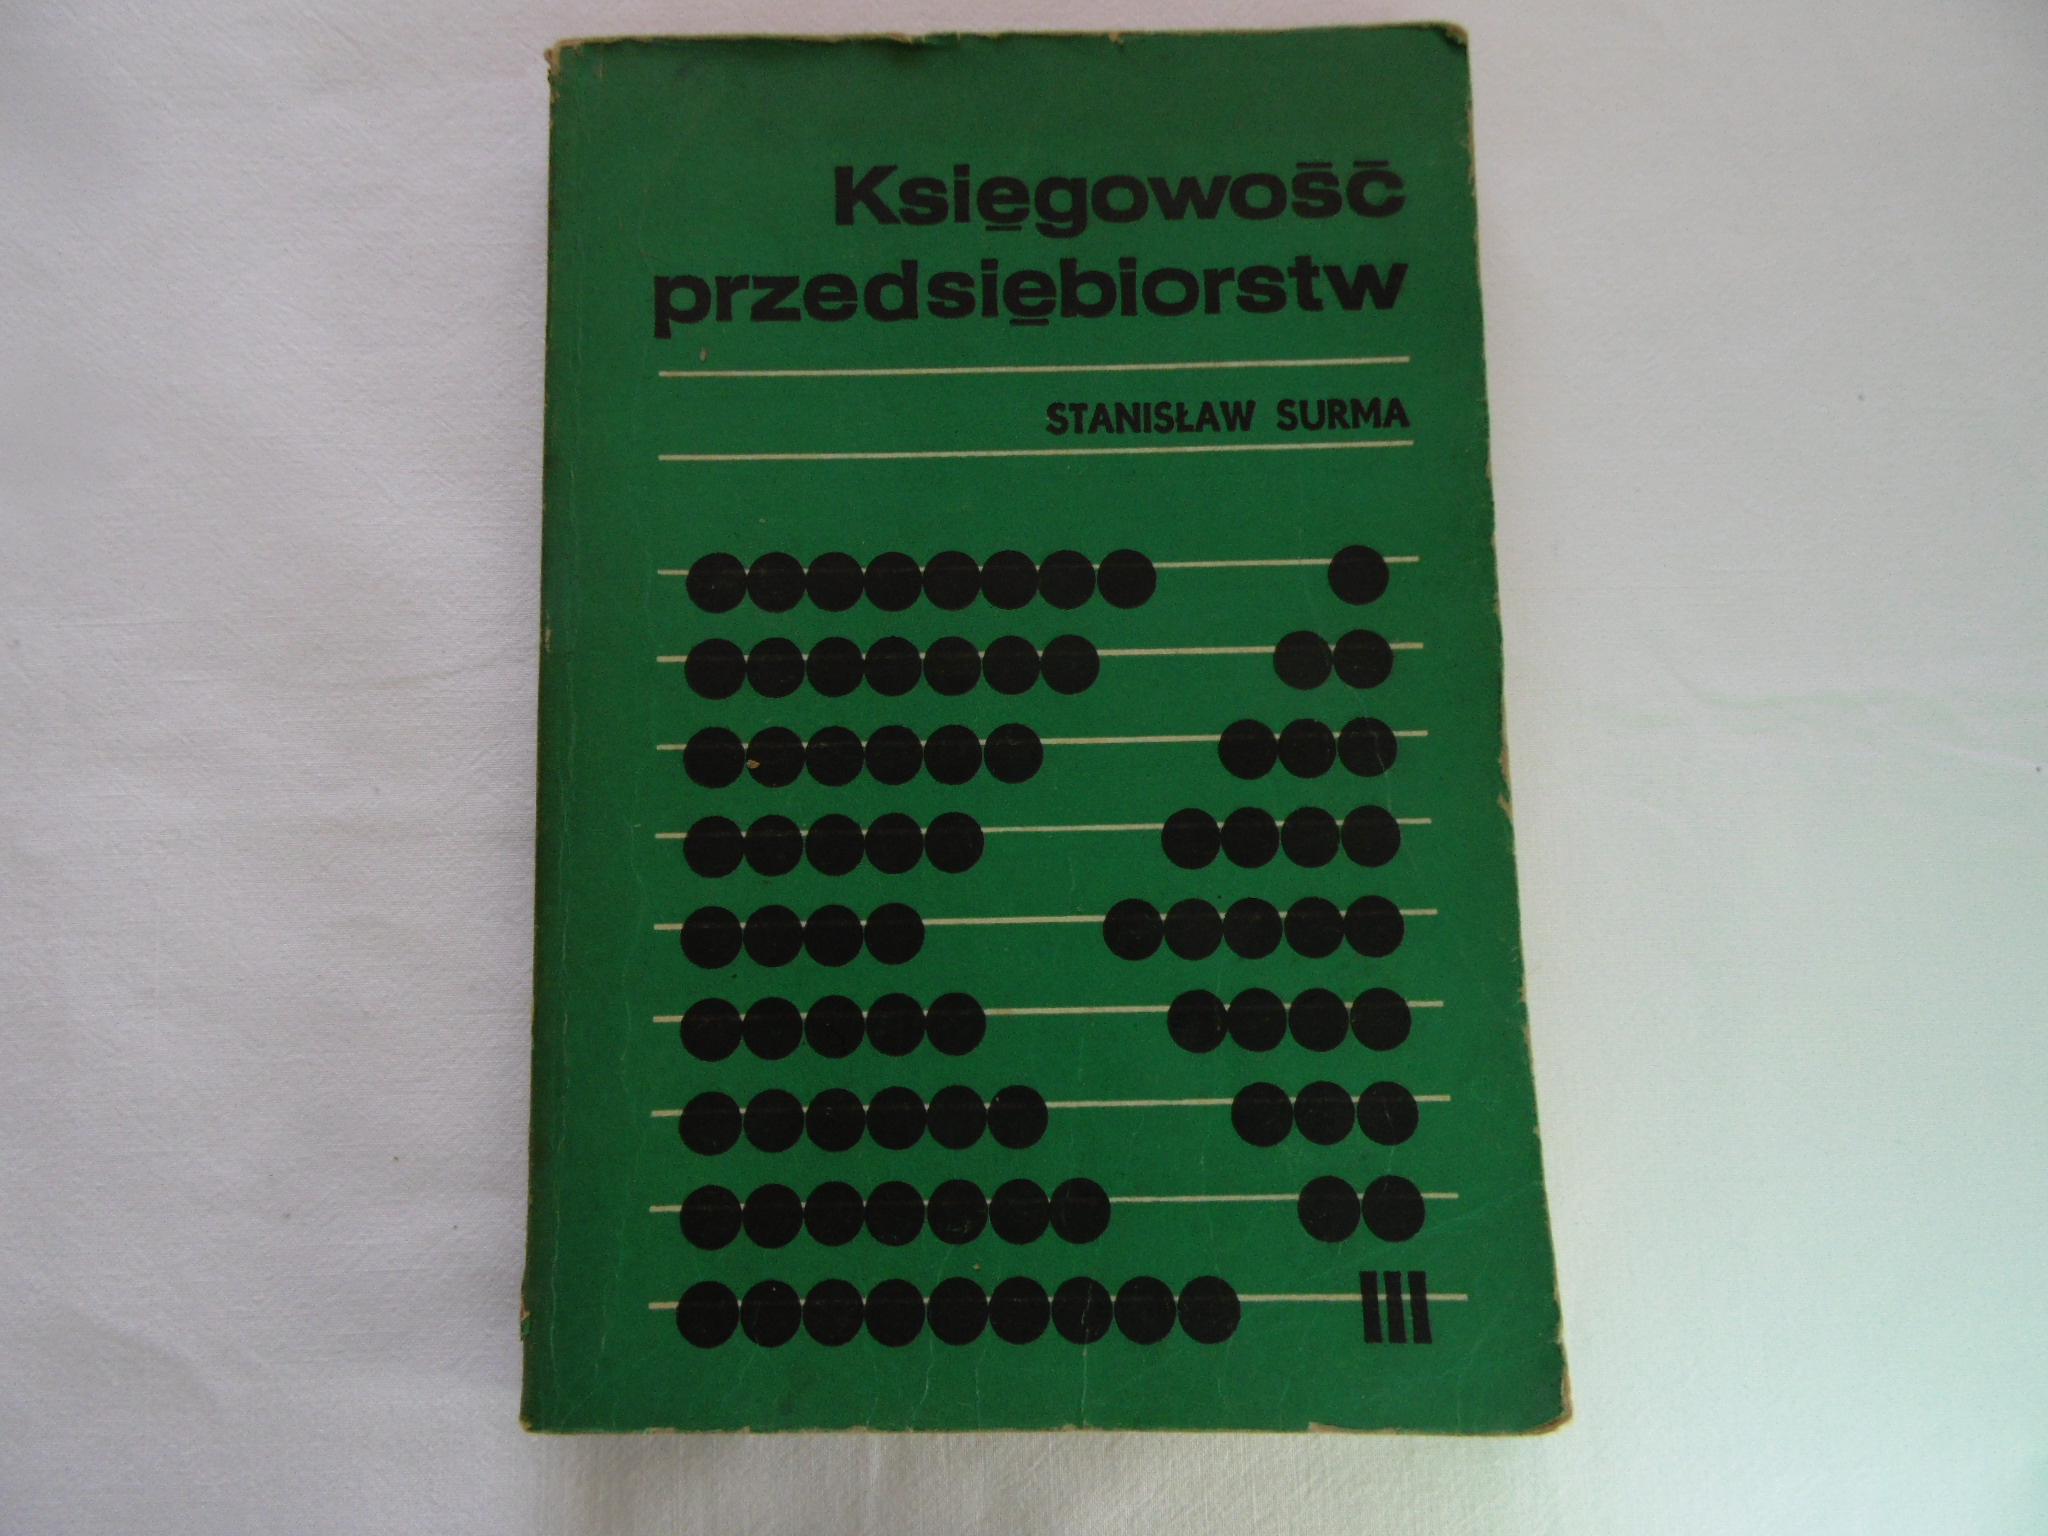 Księgowość
przedsiębiorstw
STANISŁAW SURMA
III